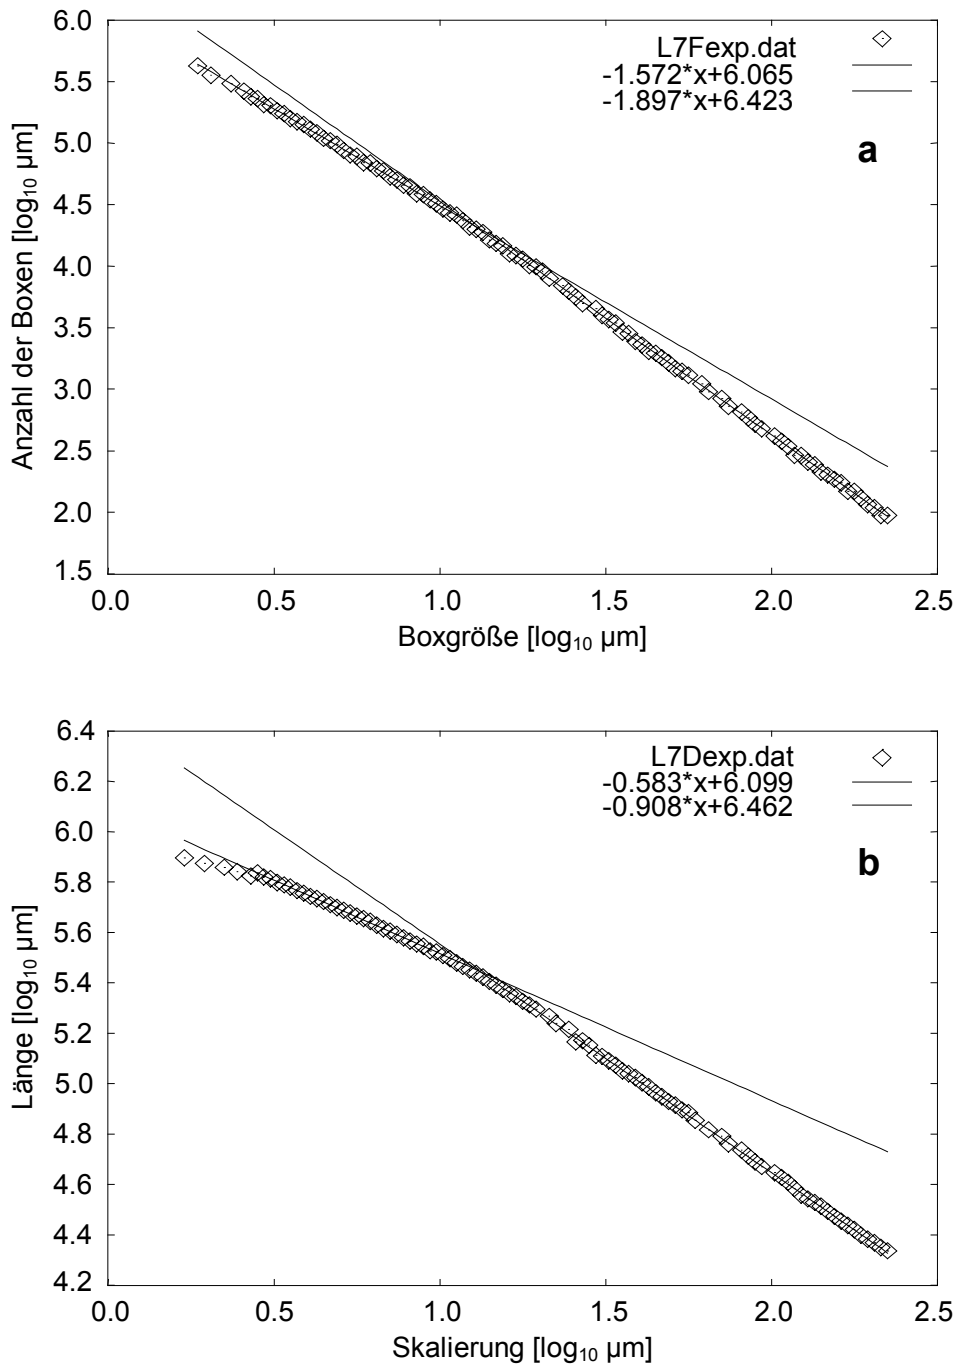 6.0
5.5
5.0
4.5
4.0
3.5
3.0
2.5
2.0
1.5
Anzahl der Boxen [log₁₀ µm]
L7Fexp.dat
-1.572*x+6.065
-1.897*x+6.423
a
0.0 0.5 1.0 1.5 2.0 2.5
Boxgröße [log₁₀ µm]
6.4
6.2
6.0
5.8
5.6
5.4
5.2
5.0
4.8
4.6
4.4
4.2
Länge [log₁₀ µm]
L7Dexp.dat
-0.583*x+6.099
-0.908*x+6.462
b
0.0 0.5 1.0 1.5 2.0 2.5
Skalierung [log₁₀ µm]